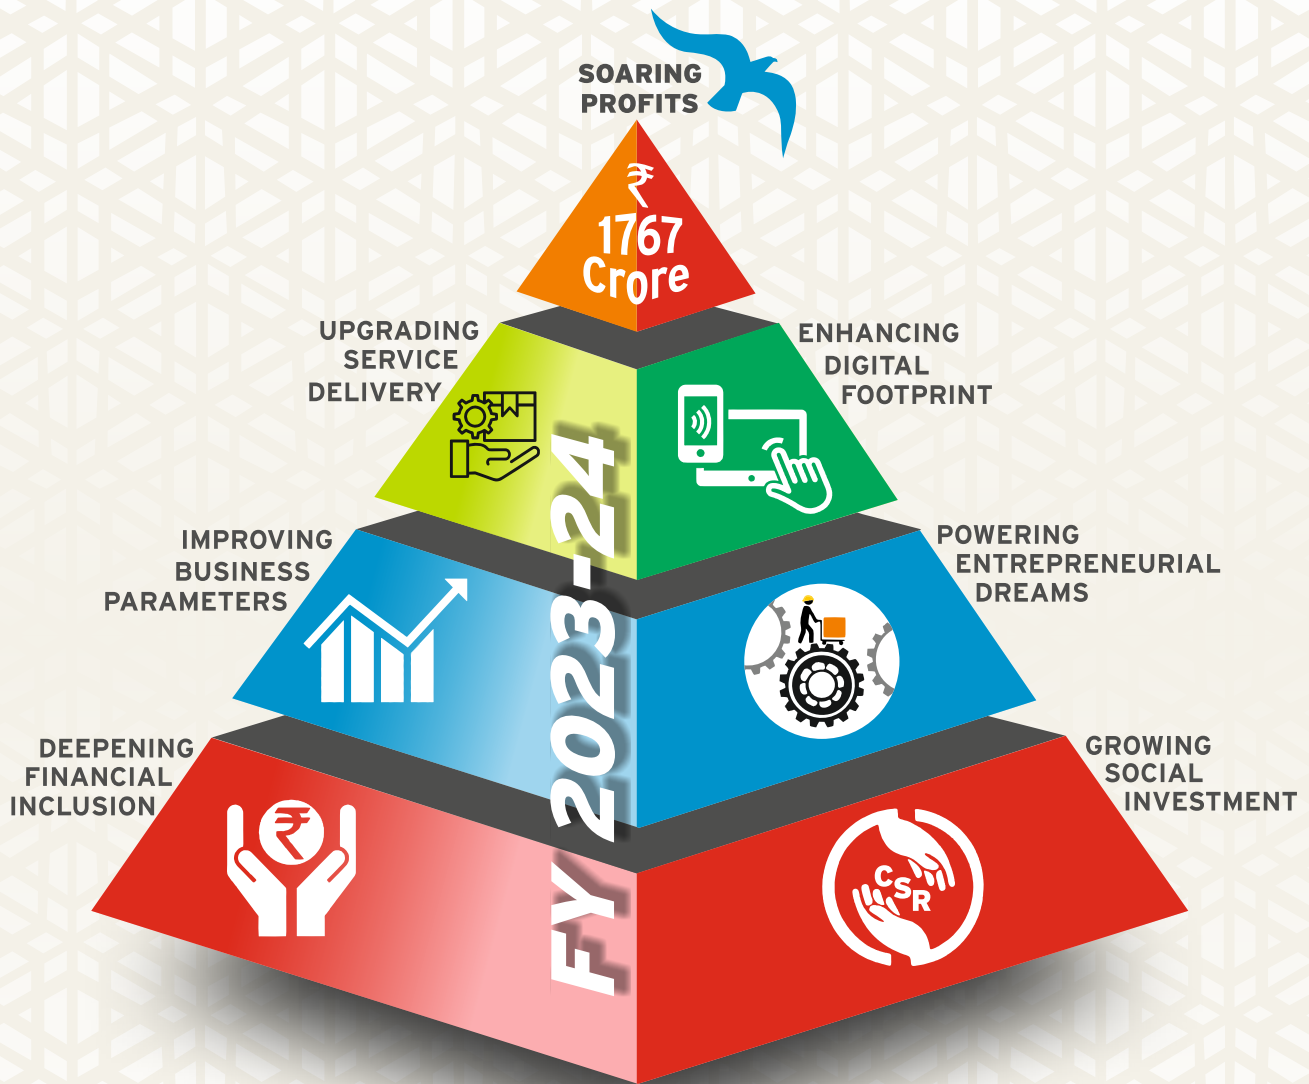 SOARING
PROFITS
₹
1767
Crore
UPGRADING
SERVICE
DELIVERY
ENHANCING
DIGITAL
FOOTPRINT
IMPROVING
BUSINESS
PARAMETERS
POWERING
ENTREPRENEURIAL
DREAMS
DEEPENING
FINANCIAL
INCLUSION
₹
GROWING
SOCIAL
INVESTMENT
CSR
FY 2023-24